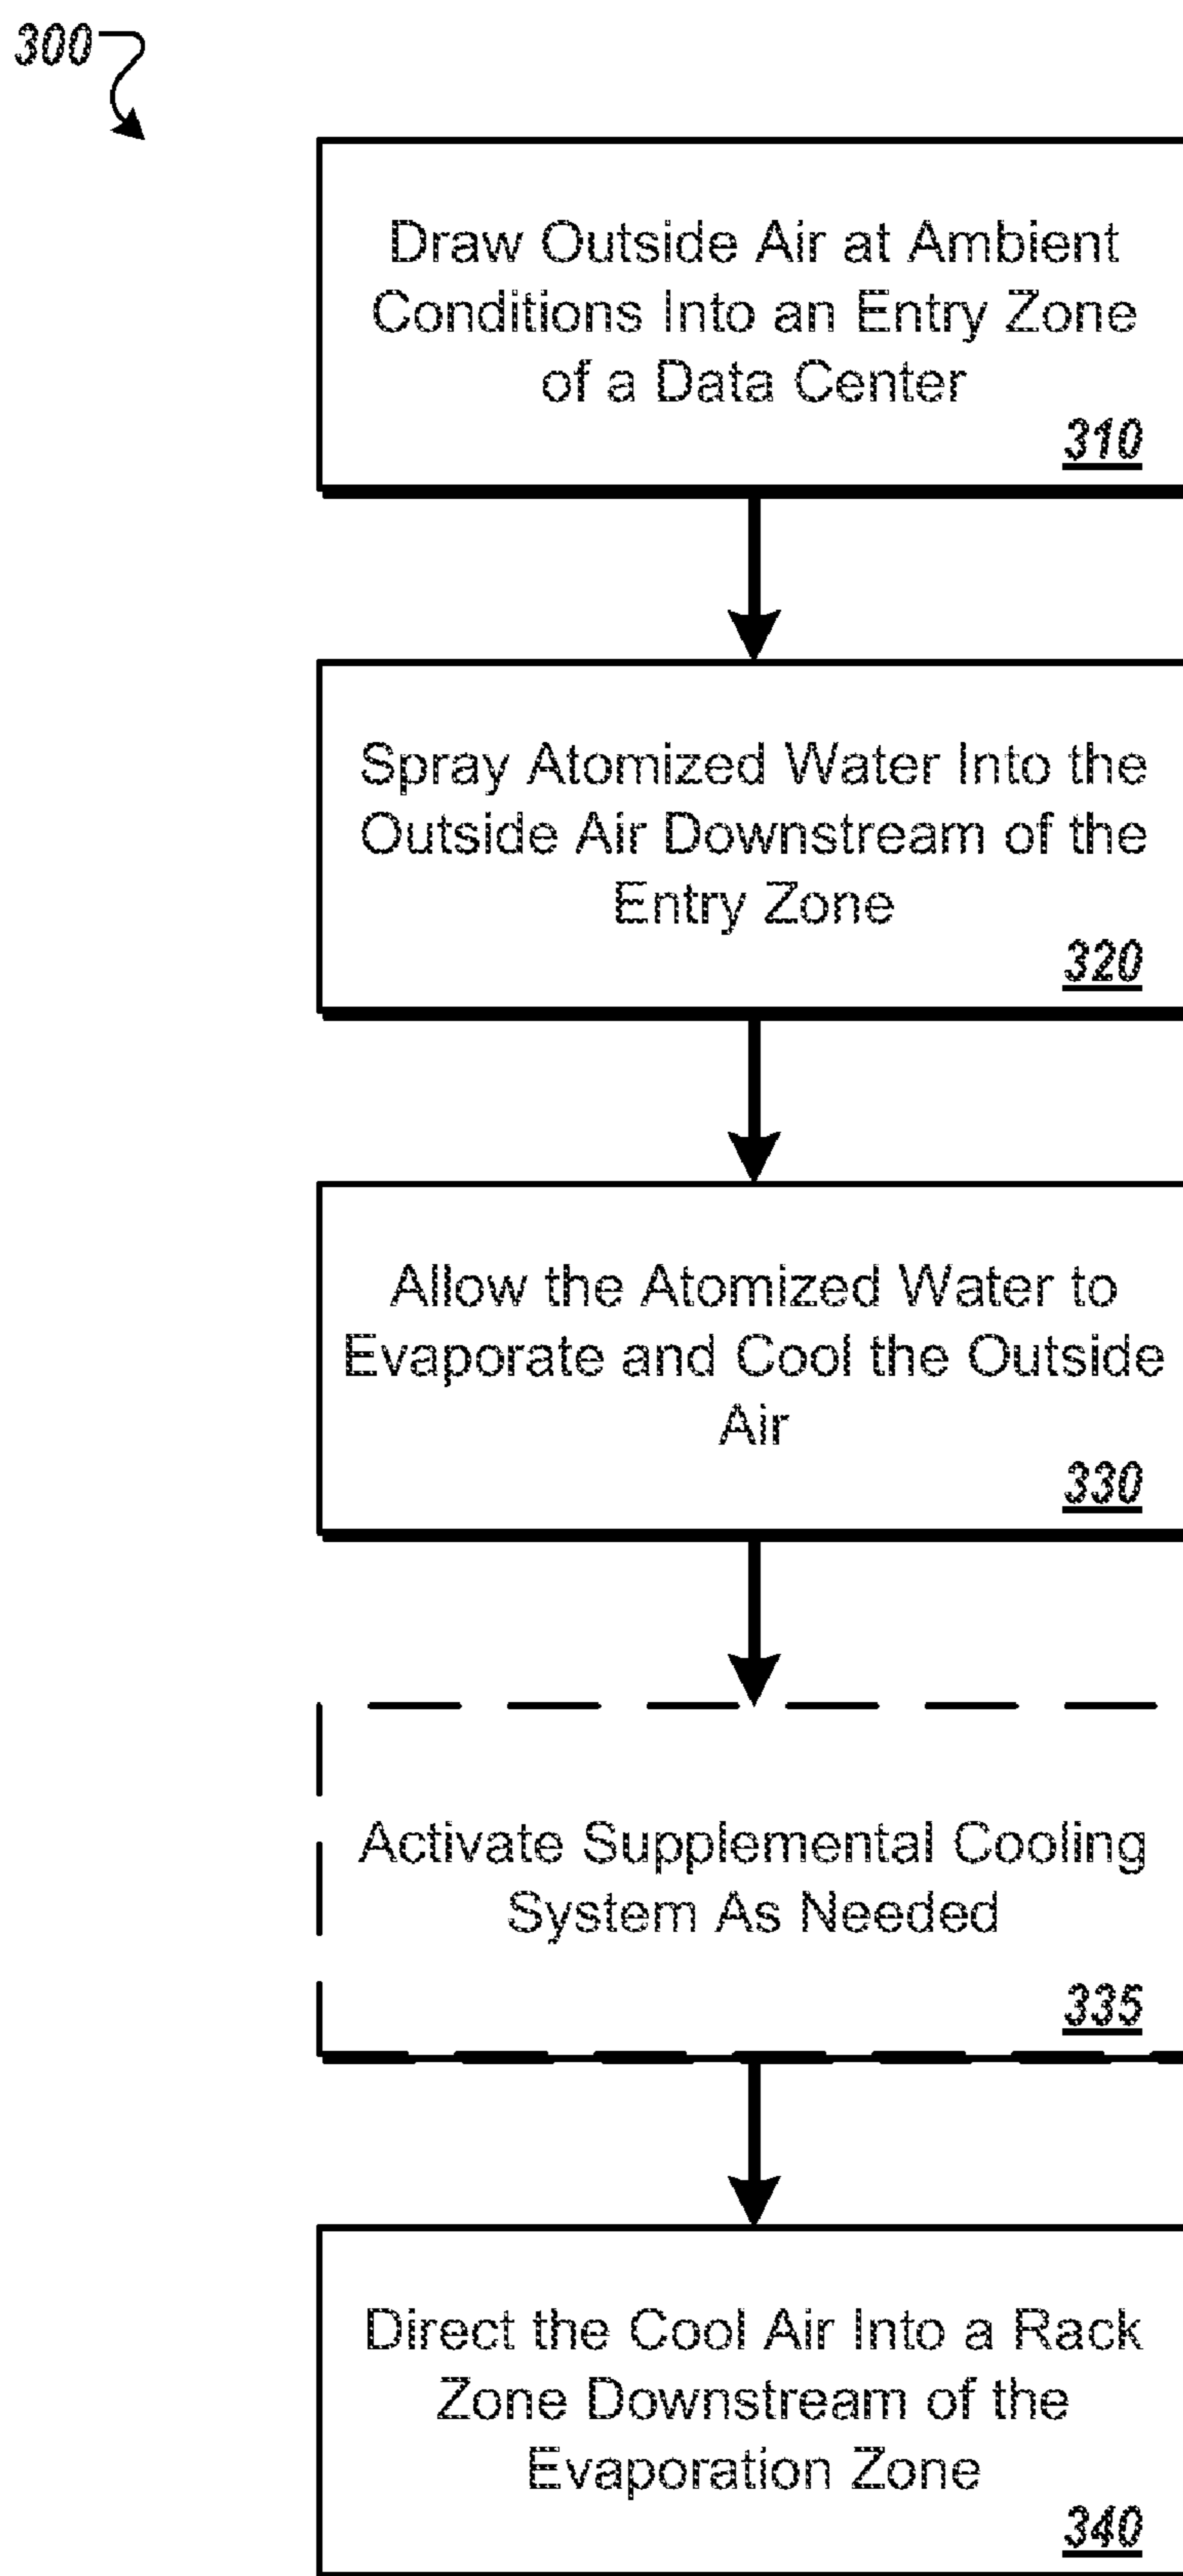 300
Draw Outside Air at Ambient
Conditions Into an Entry Zone
of a Data Center
310
Spray Atomized Water Into the
Outside Air Downstream of the
Entry Zone
320
Allow the Atomized Water to
Evaporate and Cool the Outside
Air
330
Activate Supplemental Cooling
System As Needed
335
Direct the Cool Air Into a Rack
Zone Downstream of the
Evaporation Zone
340